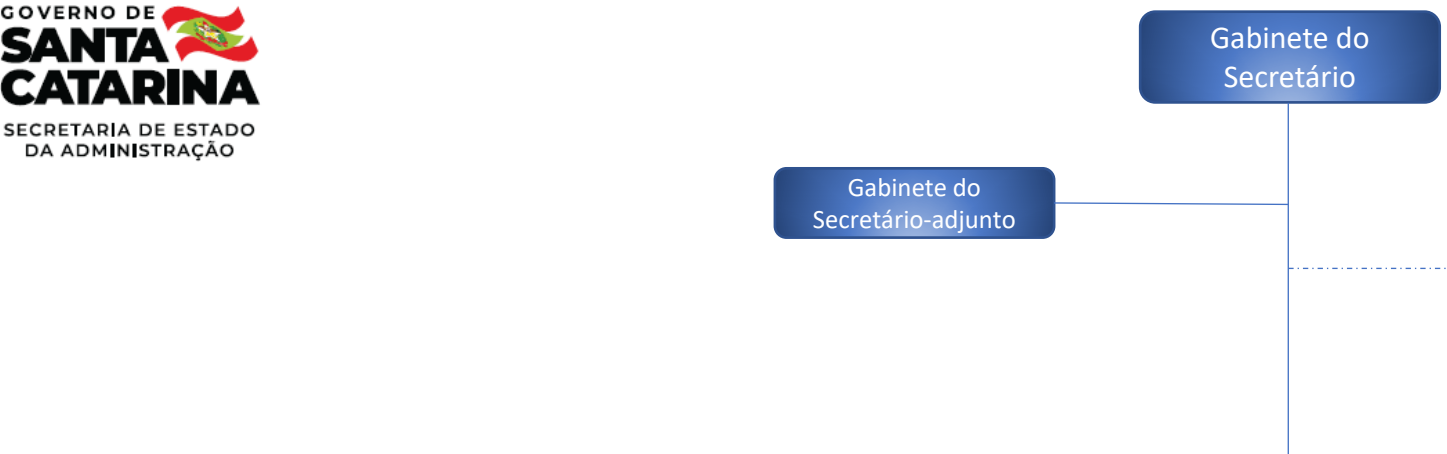 GOVERNO DE
SANTA
CATARINA
SECRETARIA DE ESTADO
DA ADMINISTRAÇÃO
Gabinete do
Secretário
Gabinete do
Secretário-adjunto